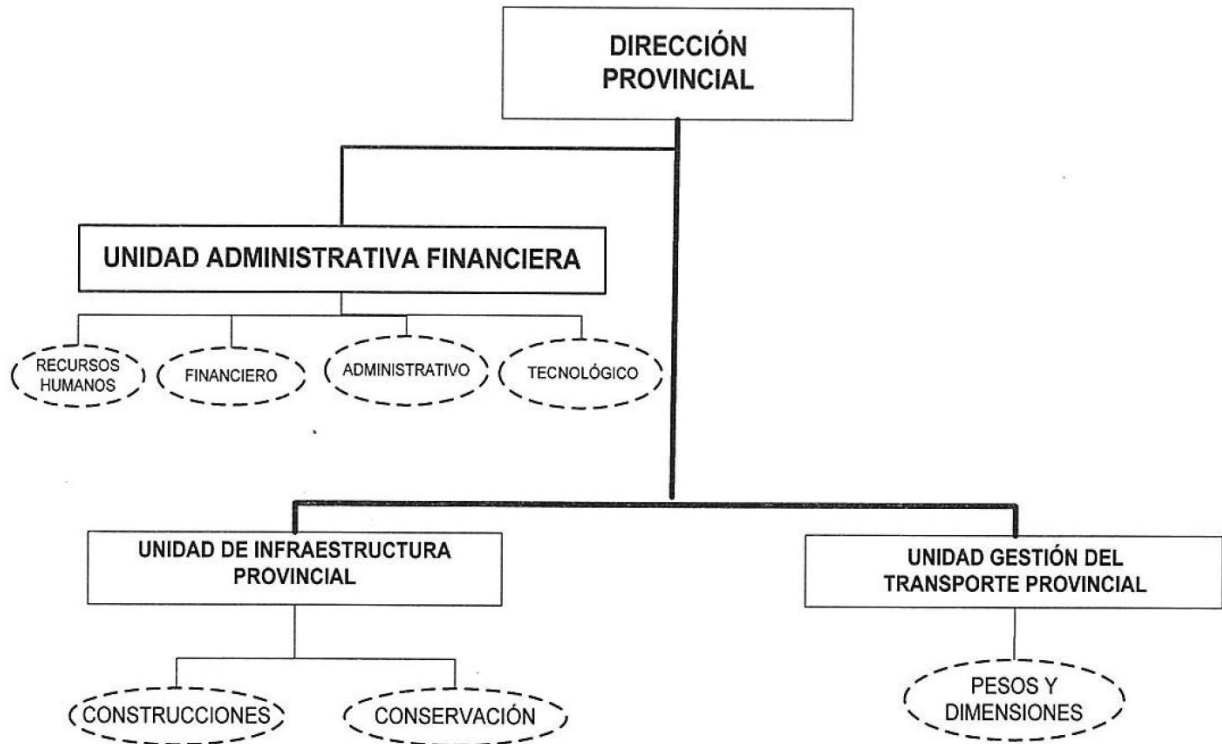 DIRECCIÓN
PROVINCIAL
UNIDAD ADMINISTRATIVA FINANCIERA
RECURSOS
HUMANOS
FINANCIERO
ADMINISTRATIVO
TECNOLÓGICO
UNIDAD DE INFRAESTRUCTURA
PROVINCIAL
UNIDAD GESTIÓN DEL
TRANSPORTE PROVINCIAL
CONSTRUCCIONES
CONSERVACIÓN
PESOS Y
DIMENSIONES